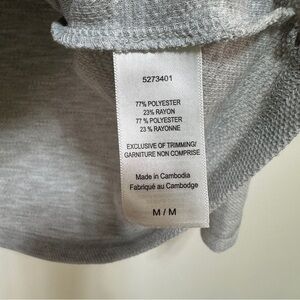 5273401
77% POLYESTER
23% RAYON
77 % POLYESTER
23 % RAYONNE
EXCLUSIVE OF TRIMMING/
GARNITURE NON COMPRISE
Made in Cambodia
Fabriqué au Cambodge
M / M